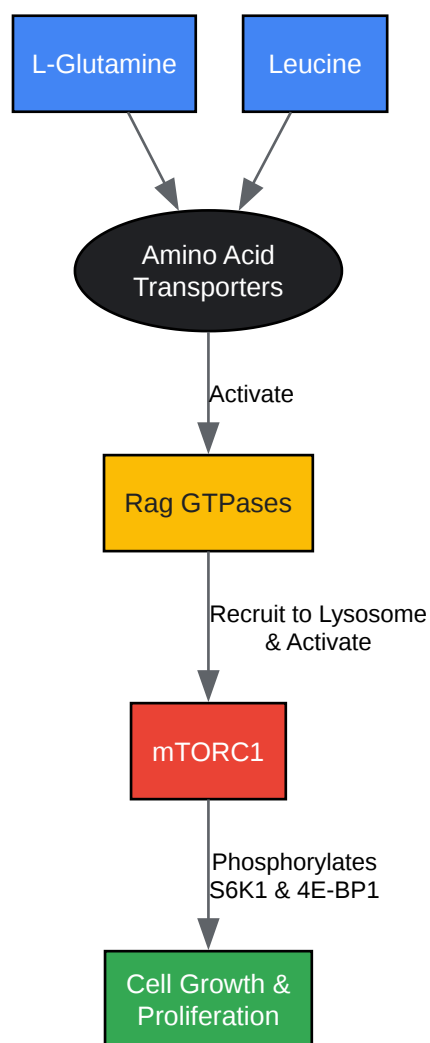 L-Glutamine
Leucine
Amino Acid
Transporters
Activate
Rag GTPases
Recruit to Lysosome
& Activate
mTORC1
Phosphorylates
S6K1 & 4E-BP1
Cell Growth &
Proliferation